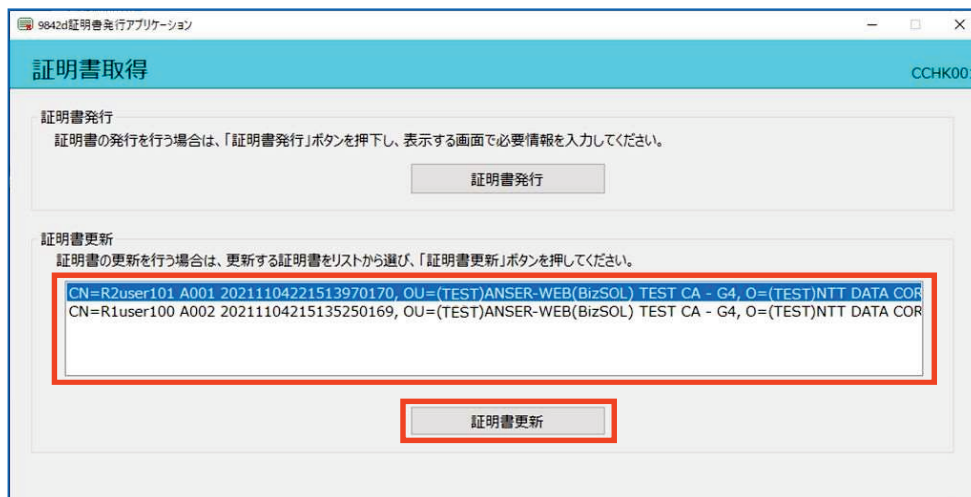 9842d証明書発行アプリケーション
証明書取得
CCHK001
証明書発行
証明書の発行を行う場合は、「証明書発行」ボタンを押下し、表示する画面で必要情報を入力してください。
証明書発行
証明書更新
証明書の更新を行う場合は、更新する証明書をリストから選び、「証明書更新」ボタンを押してください。
CN=R2user101 A001 20211104221513970170, OU=(TEST)ANSER-WEB(BizSOL) TEST CA - G4, O=(TEST)NTT DATA COR
CN=R1user100 A002 20211104215135250169, OU=(TEST)ANSER-WEB(BizSOL) TEST CA - G4, O=(TEST)NTT DATA COR
証明書更新